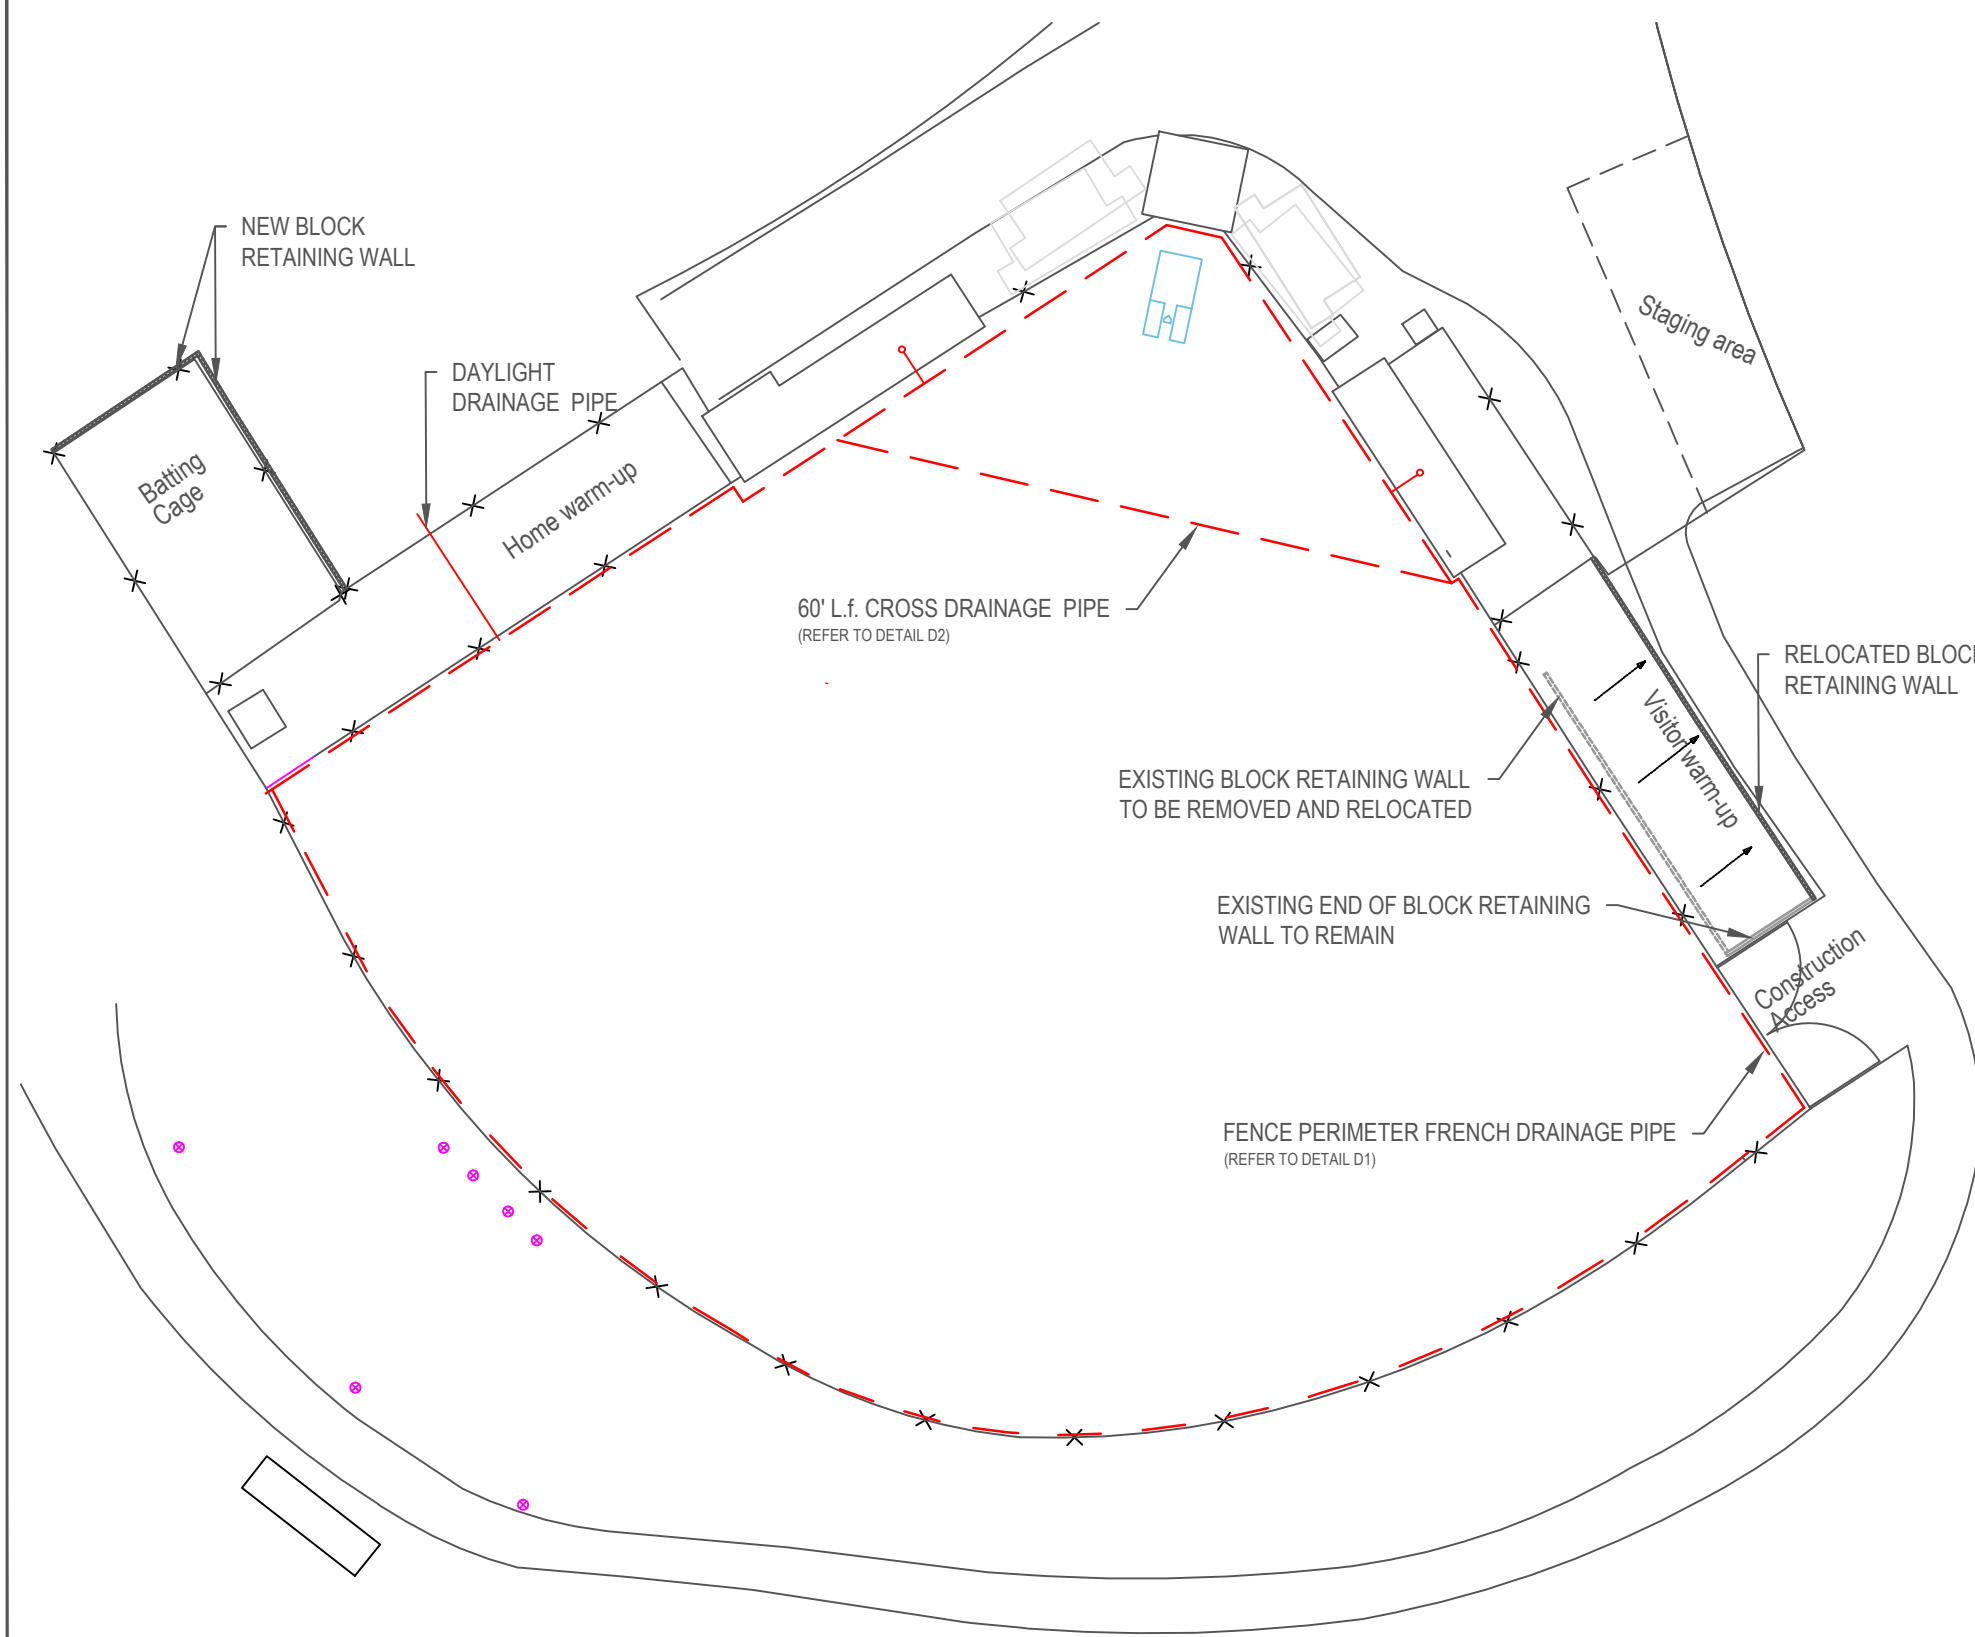 NEW BLOCK
RETAINING WALL
Staging area
DAYLIGHT
DRAINAGE PIPE
Batting
Cage
Home warm-up
60' L.f. CROSS DRAINAGE PIPE
(REFER TO DETAIL D2)
RELOCATED BLOCK
RETAINING WALL
Visitor warm-up
EXISTING BLOCK RETAINING WALL
TO BE REMOVED AND RELOCATED
EXISTING END OF BLOCK RETAINING
WALL TO REMAIN
Construction
Access
FENCE PERIMETER FRENCH DRAINAGE PIPE
(REFER TO DETAIL D1)